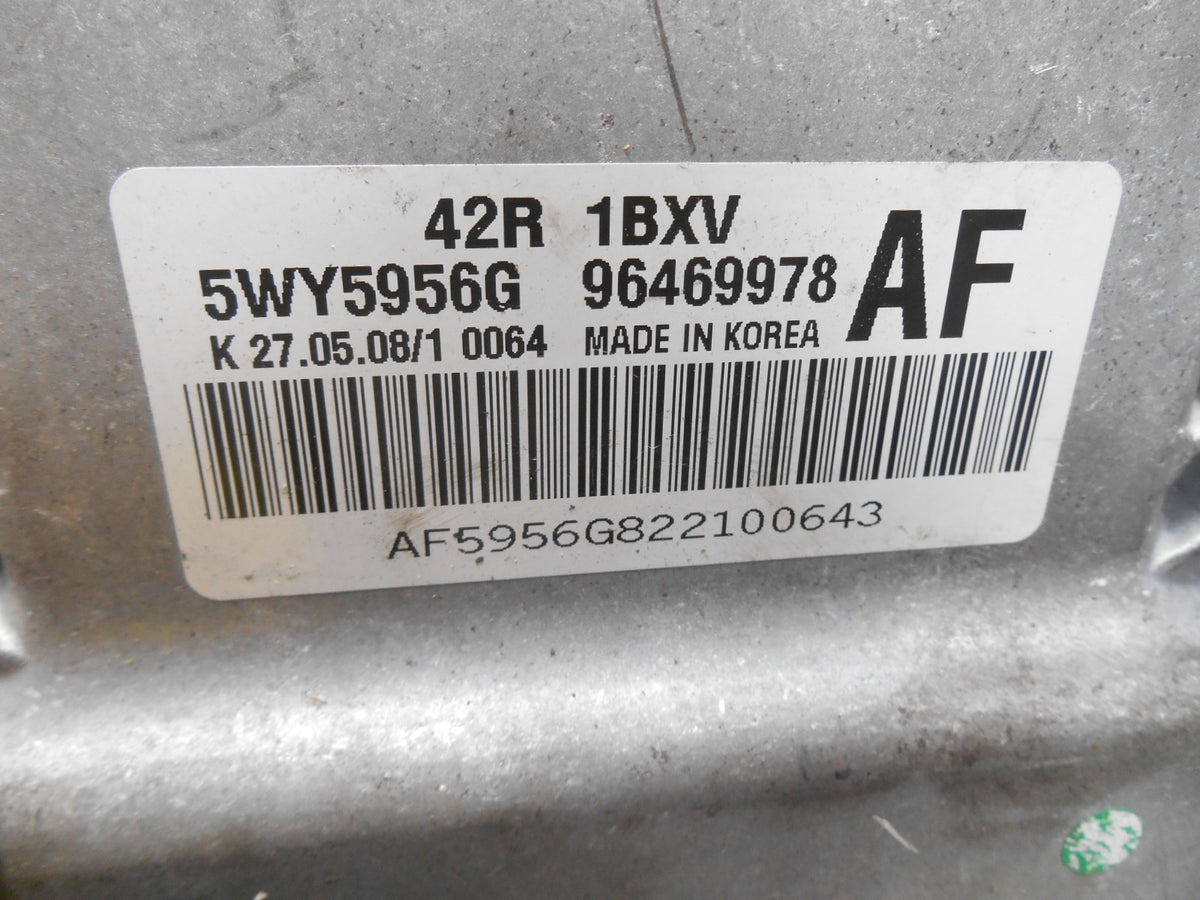 42R 1BXV
5WY5956G 96469978 AF
K 27.05.08/1 0064 MADE IN KOREA
AF5956G822100643